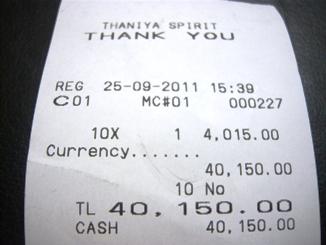 THANIYA SPIRIT
THANK YOU
REG 25-09-2011 15:39
C01 MC#01 000227
10X 1 4,015.00
Currency.......
40,150.00
10 No
TL 40,150.00
CASH 40,150.00